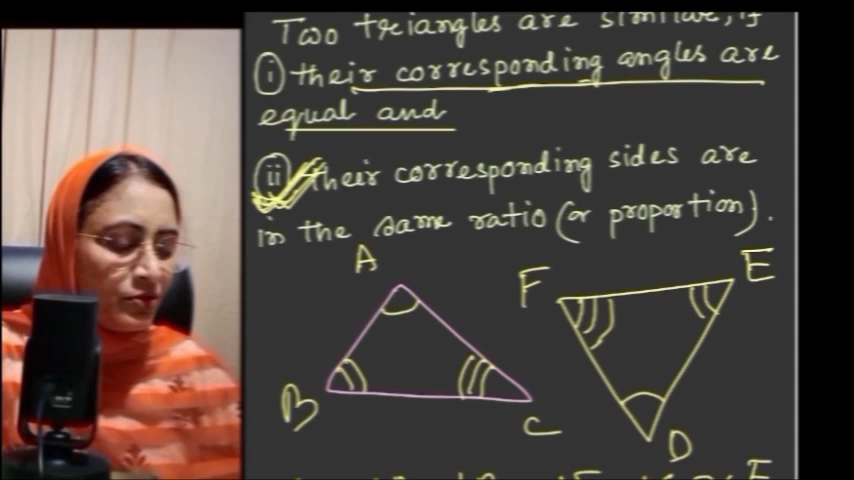 Two triangles are similar, if
(i) their corresponding angles are
equal and
(ii) their corresponding sides are
in the same ratio (or proportion).
A
F E
B C
D